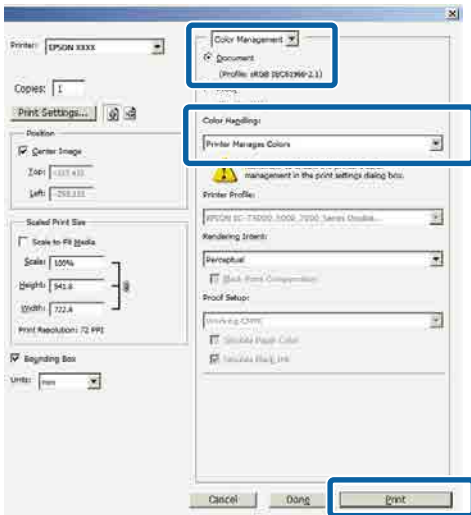 Printer: EPSON XXXX
Copies: 1
Print Settings...
Position
Center Image
Top:
Left:
Scaled Print Size
Scale to Fit Media
Scale: 100%
Height: 541.8
Width: 722.4
Print Resolution: 72 PPI
Bounding Box
Units: mm
Color Management
Document
(Profile: sRGB IEC61966-2.1)
Color Handling:
Printer Manages Colors
management in the print settings dialog box.
Printer Profile:
Rendering Intent:
Perceptual
Black Point Compensation
Proof Setup:
Working CMYK
Simulate Paper Color
Simulate Black Ink
Cancel
Done
Print